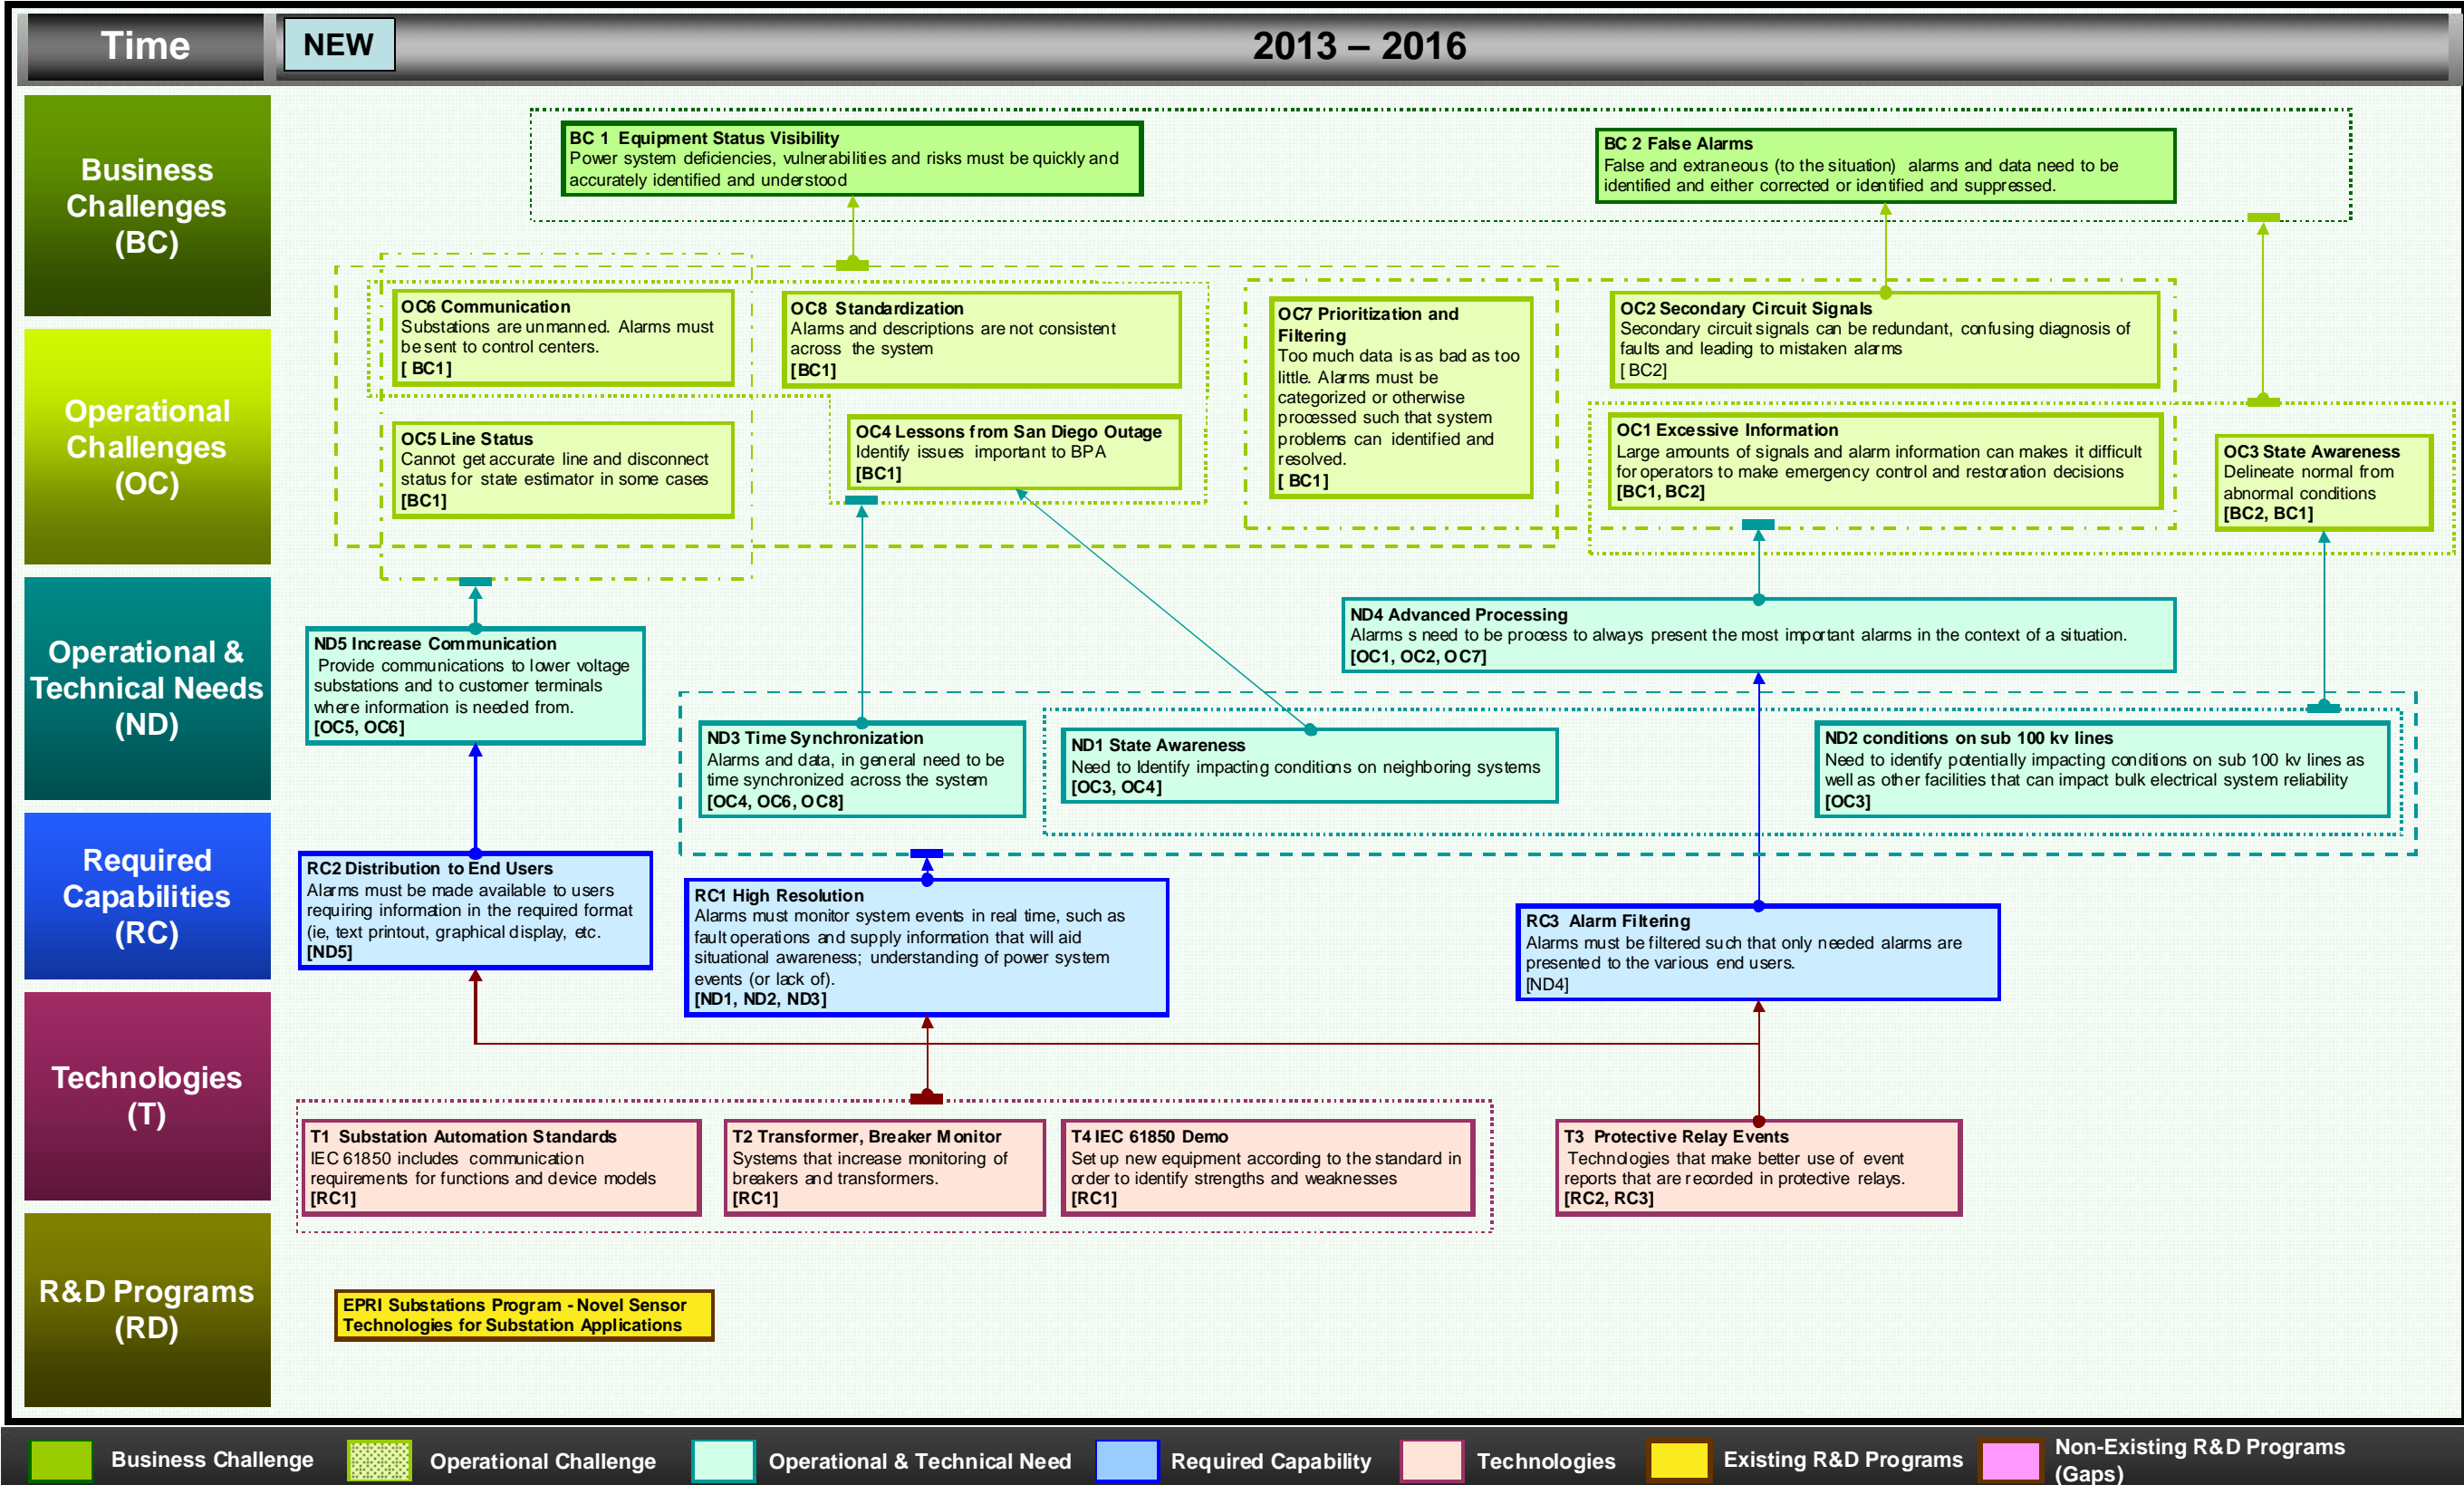 Time
NEW
2013 – 2016
Business
Challenges
(BC)
BC 1 Equipment Status Visibility
Power system deficiencies, vulnerabilities and risks must be quickly and
accurately identified and understood
BC 2 False Alarms
False and extraneous (to the situation) alarms and data need to be
identified and either corrected or identified and suppressed.
Operational
Challenges
(OC)
OC6 Communication
Substations are unmanned. Alarms must
be sent to control centers.
[ BC1]
OC8 Standardization
Alarms and descriptions are not consistent
across the system
[BC1]
OC7 Prioritization and
Filtering
Too much data is as bad as too
little. Alarms must be
categorized or otherwise
processed such that system
problems can identified and
resolved.
[ BC1]
OC2 Secondary Circuit Signals
Secondary circuit signals can be redundant, confusing diagnosis of
faults and leading to mistaken alarms
[ BC2]
OC5 Line Status
Cannot get accurate line and disconnect
status for state estimator in some cases
[BC1]
OC4 Lessons from San Diego Outage
Identify issues important to BPA
[BC1]
OC1 Excessive Information
Large amounts of signals and alarm information can makes it difficult
for operators to make emergency control and restoration decisions
[BC1, BC2]
OC3 State Awareness
Delineate normal from
abnormal conditions
[BC2, BC1]
Operational &
Technical Needs
(ND)
ND5 Increase Communication
Provide communications to lower voltage
substations and to customer terminals
where information is needed from.
[OC5, OC6]
ND4 Advanced Processing
Alarms s need to be process to always present the most important alarms in the context of a situation.
[OC1, OC2, OC7]
ND3 Time Synchronization
Alarms and data, in general need to be
time synchronized across the system
[OC4, OC6, OC8]
ND1 State Awareness
Need to Identify impacting conditions on neighboring systems
[OC3, OC4]
ND2 conditions on sub 100 kv lines
Need to identify potentially impacting conditions on sub 100 kv lines as
well as other facilities that can impact bulk electrical system reliability
[OC3]
Required
Capabilities
(RC)
RC2 Distribution to End Users
Alarms must be made available to users
requiring information in the required format
(ie, text printout, graphical display, etc.
[ND5]
RC1 High Resolution
Alarms must monitor system events in real time, such as
fault operations and supply information that will aid
situational awareness; understanding of power system
events (or lack of).
[ND1, ND2, ND3]
RC3 Alarm Filtering
Alarms must be filtered such that only needed alarms are
presented to the various end users.
[ND4]
Technologies
(T)
T1 Substation Automation Standards
IEC 61850 includes communication
requirements for functions and device models
[RC1]
T2 Transformer, Breaker Monitor
Systems that increase monitoring of
breakers and transformers.
[RC1]
T4 IEC 61850 Demo
Set up new equipment according to the standard in
order to identify strengths and weaknesses
[RC1]
T3 Protective Relay Events
Technologies that make better use of event
reports that are recorded in protective relays.
[RC2, RC3]
R&D Programs
(RD)
EPRI Substations Program - Novel Sensor
Technologies for Substation Applications
Business Challenge
Operational Challenge
Operational & Technical Need
Required Capability
Technologies
Existing R&D Programs
Non-Existing R&D Programs
(Gaps)